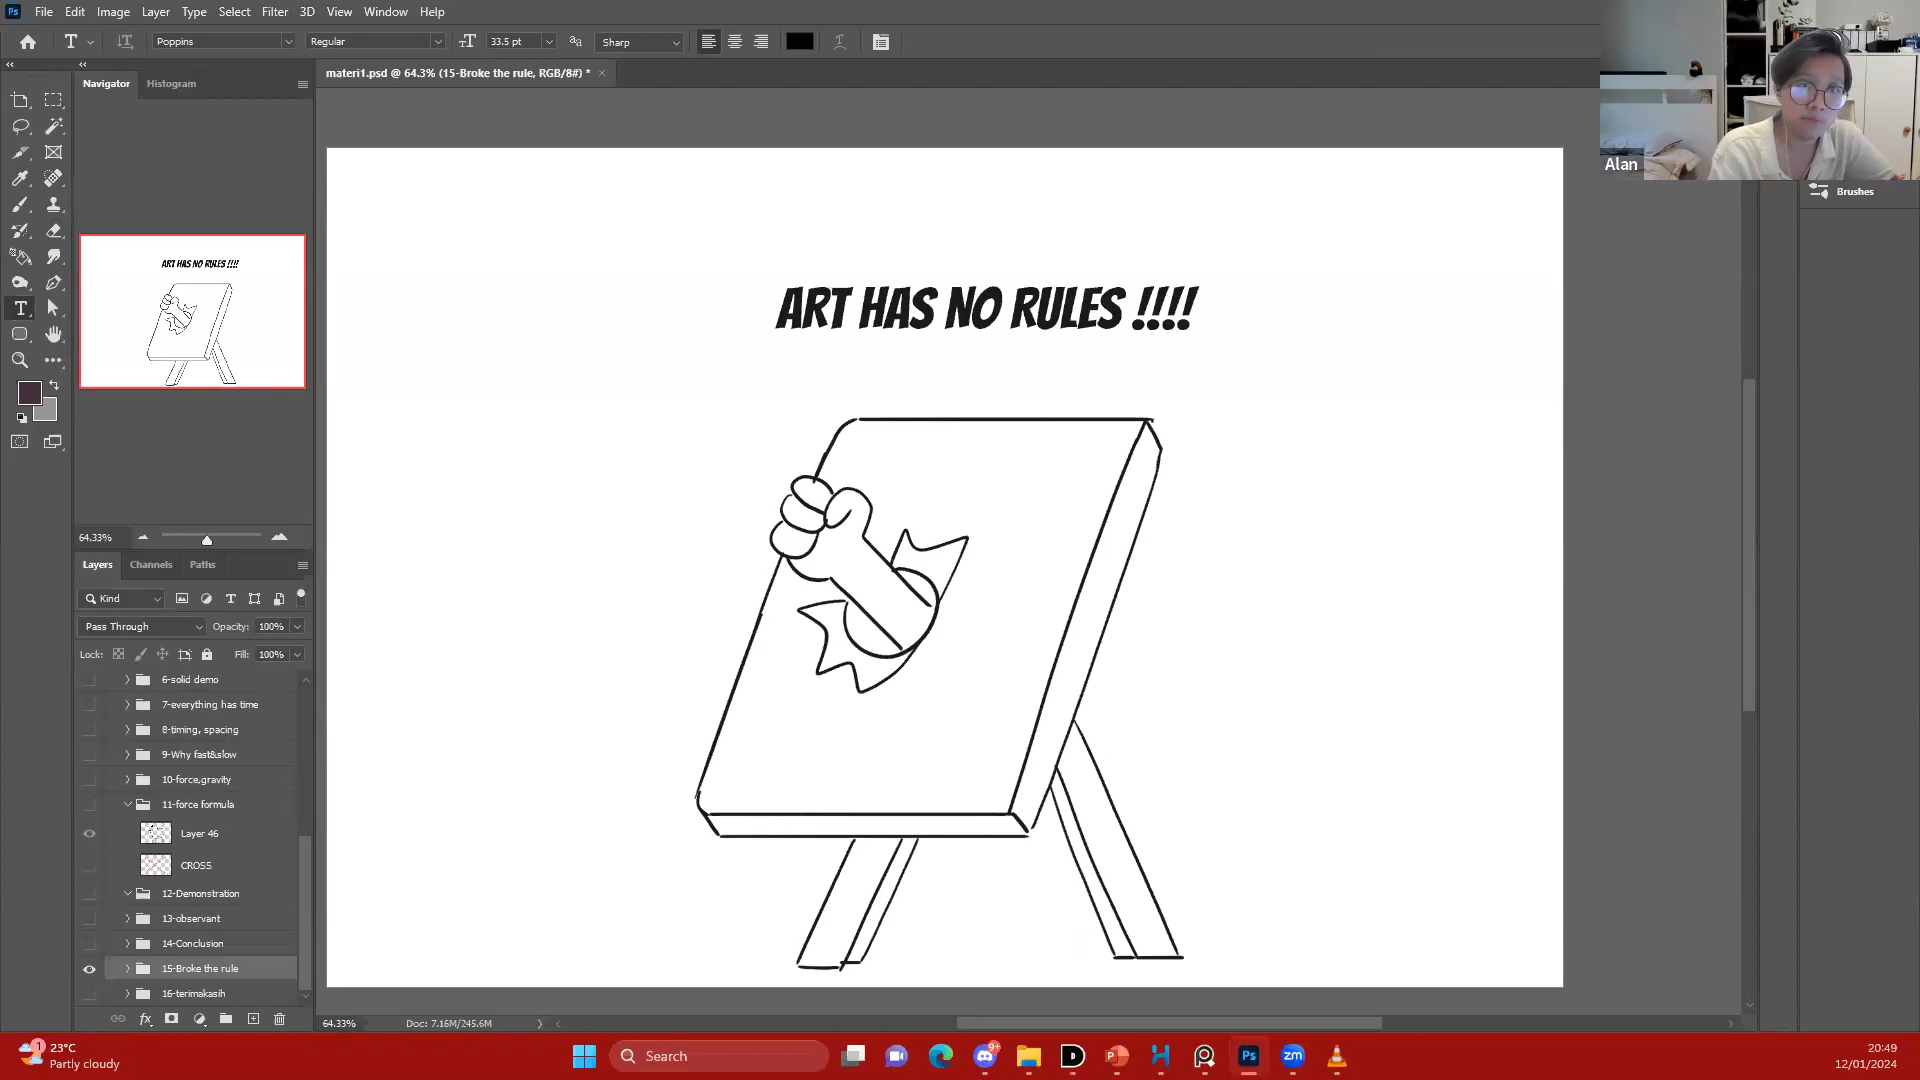 File Edit Image Layer Type Select Filter 3D View Window Help
Poppins Regular 33.5 pt Sharp
materi1.psd @ 64.3% (15-Broke the rule, RGB/8#) *
Navigator Histogram
Alan
Brushes
ART HAS NO RULES !!!!
ART HAS NO RULES !!!!
64.33%
Layers Channels Paths
Kind
Pass Through Opacity: 100%
Lock: Fill: 100%
6-solid demo
7-everything has time
8-timing, spacing
9-Why fast&slow
10-force,gravity
11-force formula
Layer 46
CROSS
12-Demonstration
13-observant
14-Conclusion
15-Broke the rule
16-terimakasih
64.33% Doc: 7.16M/245.6M
1 23°C
Partly cloudy
Search
9+
20:49
12/01/2024